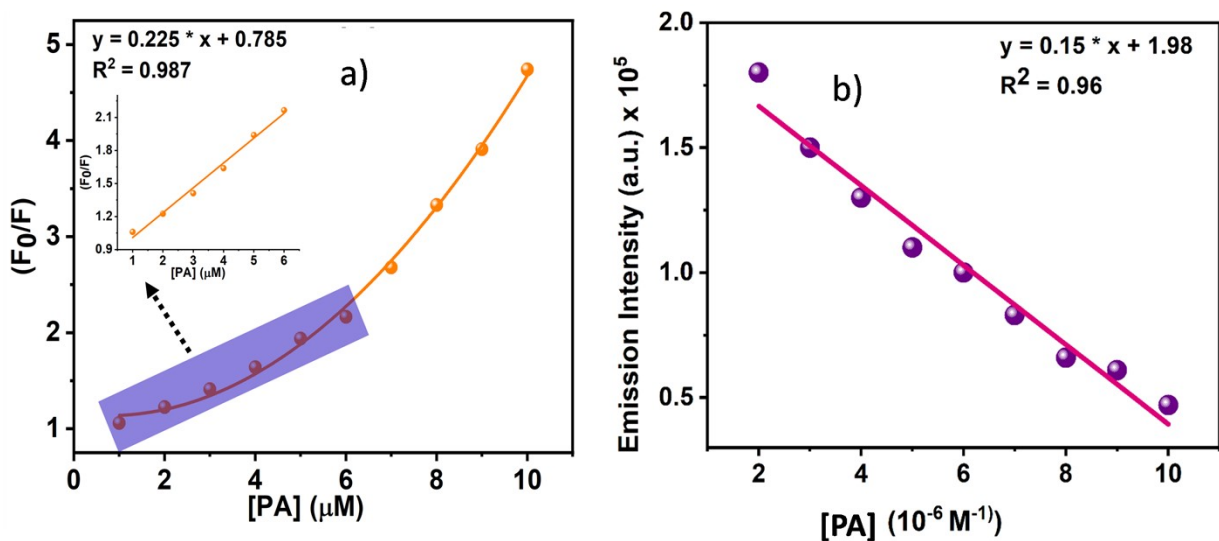 y = 0.225 * x + 0.785
R² = 0.987
a)
(F₀/F)
5
4
3
2
1
0
2
4
6
8
10
[PA] (μM)
(F₀/F)
2.1
1.8
1.5
1.2
0.9
1
2
3
4
5
6
[PA] (μM)
y = 0.15 * x + 1.98
R² = 0.96
b)
Emission Intensity (a.u.) x 10⁵
2.0
1.5
1.0
0.5
2
4
6
8
10
[PA] (10⁻⁶ M⁻¹)